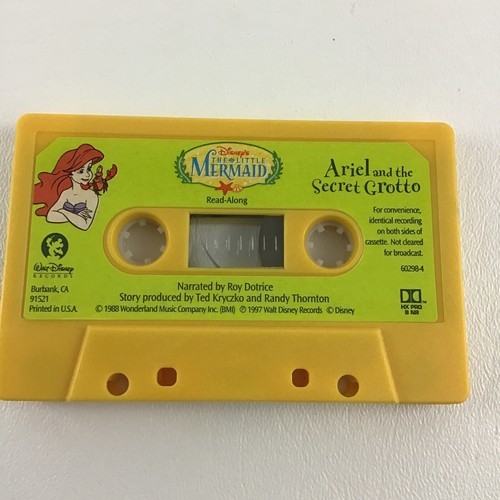 Disney's
THE LITTLE
MERMAID
Read-Along
Ariel and the
Secret Grotto
For convenience,
identical recording
on both sides of
cassette. Not cleared
for broadcast.
60298-4
WALT DISNEY
RECORDS
Burbank, CA
91521
Printed in U.S.A.
Narrated by Roy Dotrice
Story produced by Ted Kryczko and Randy Thornton
© 1988 Wonderland Music Company Inc. (BMI) ℗ 1997 Walt Disney Records © Disney
HX PRO
B NR